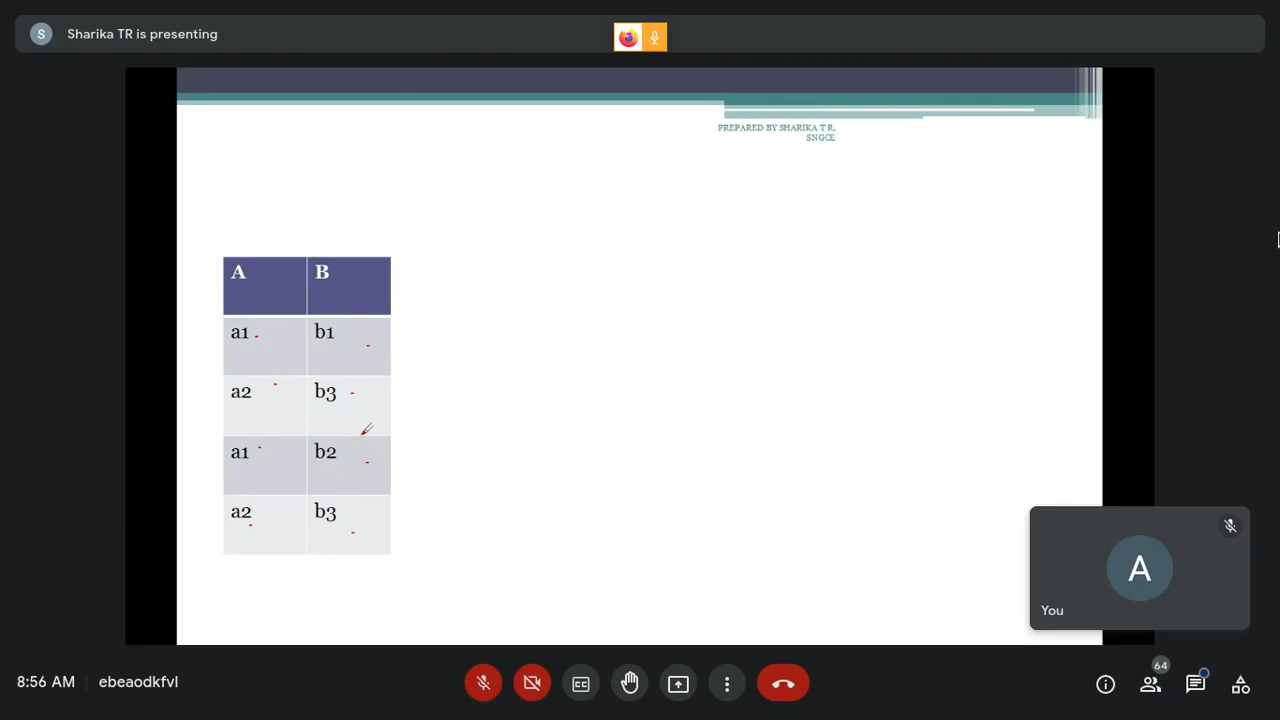 S Sharika TR is presenting
PREPARED BY SHARIKA T R,
SNGCE
A B
a1 b1
a2 b3
a1 b2
a2 b3
A
You
8:56 AM ebeaodkfvl
CC
64